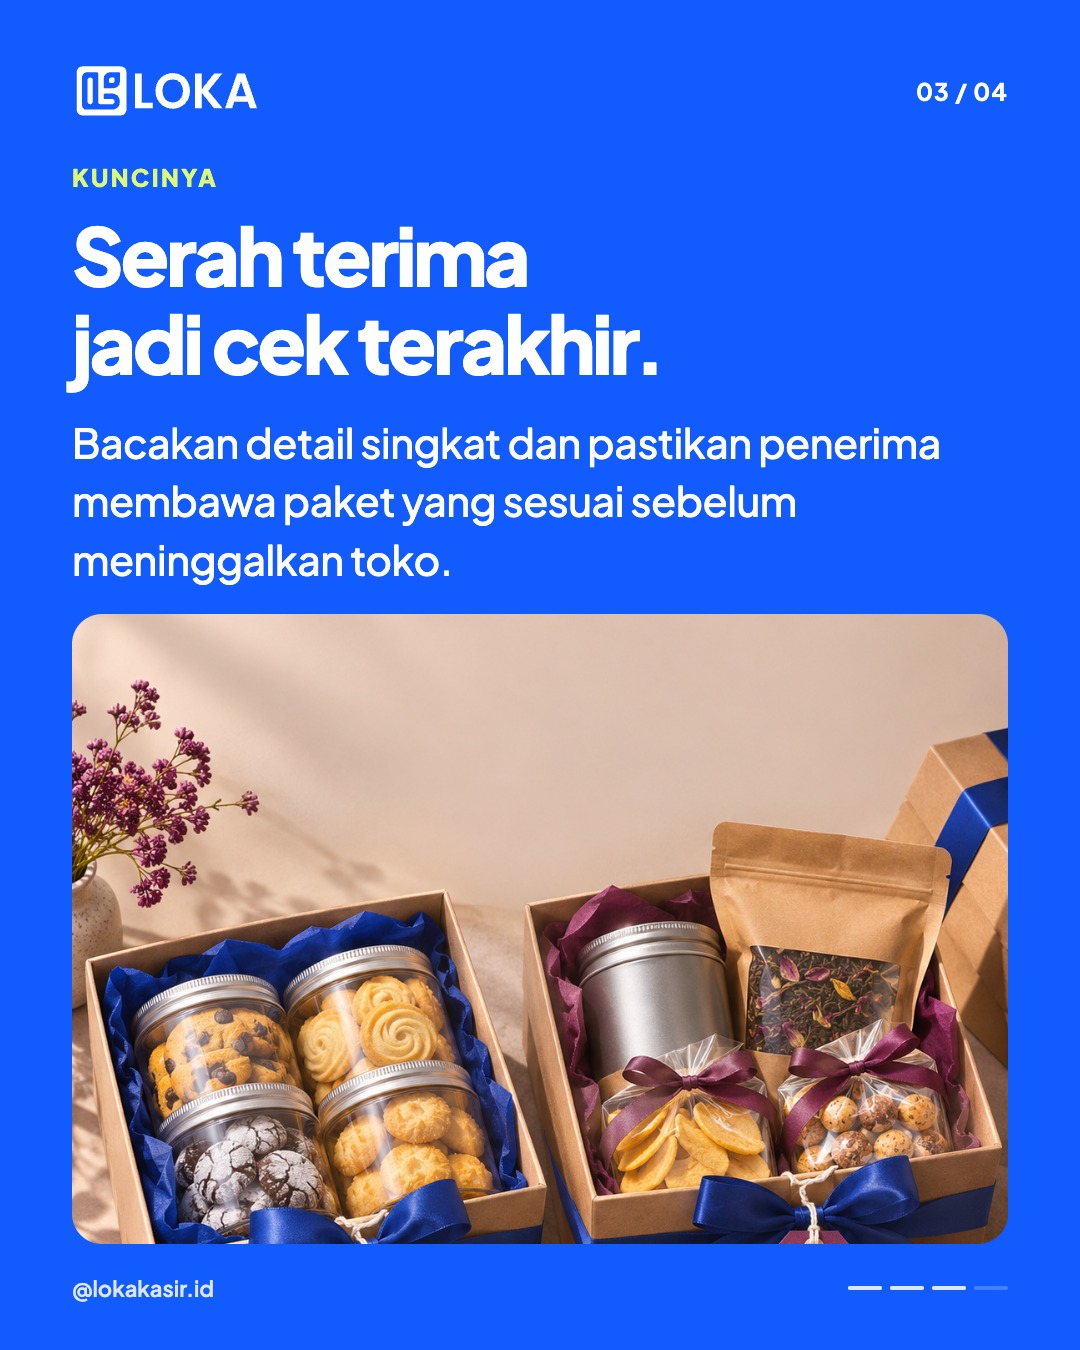 LOKA
03 / 04
KUNCINYA
Serah terima
jadi cek terakhir.
Bacakan detail singkat dan pastikan penerima
membawa paket yang sesuai sebelum
meninggalkan toko.
@lokakasir.id